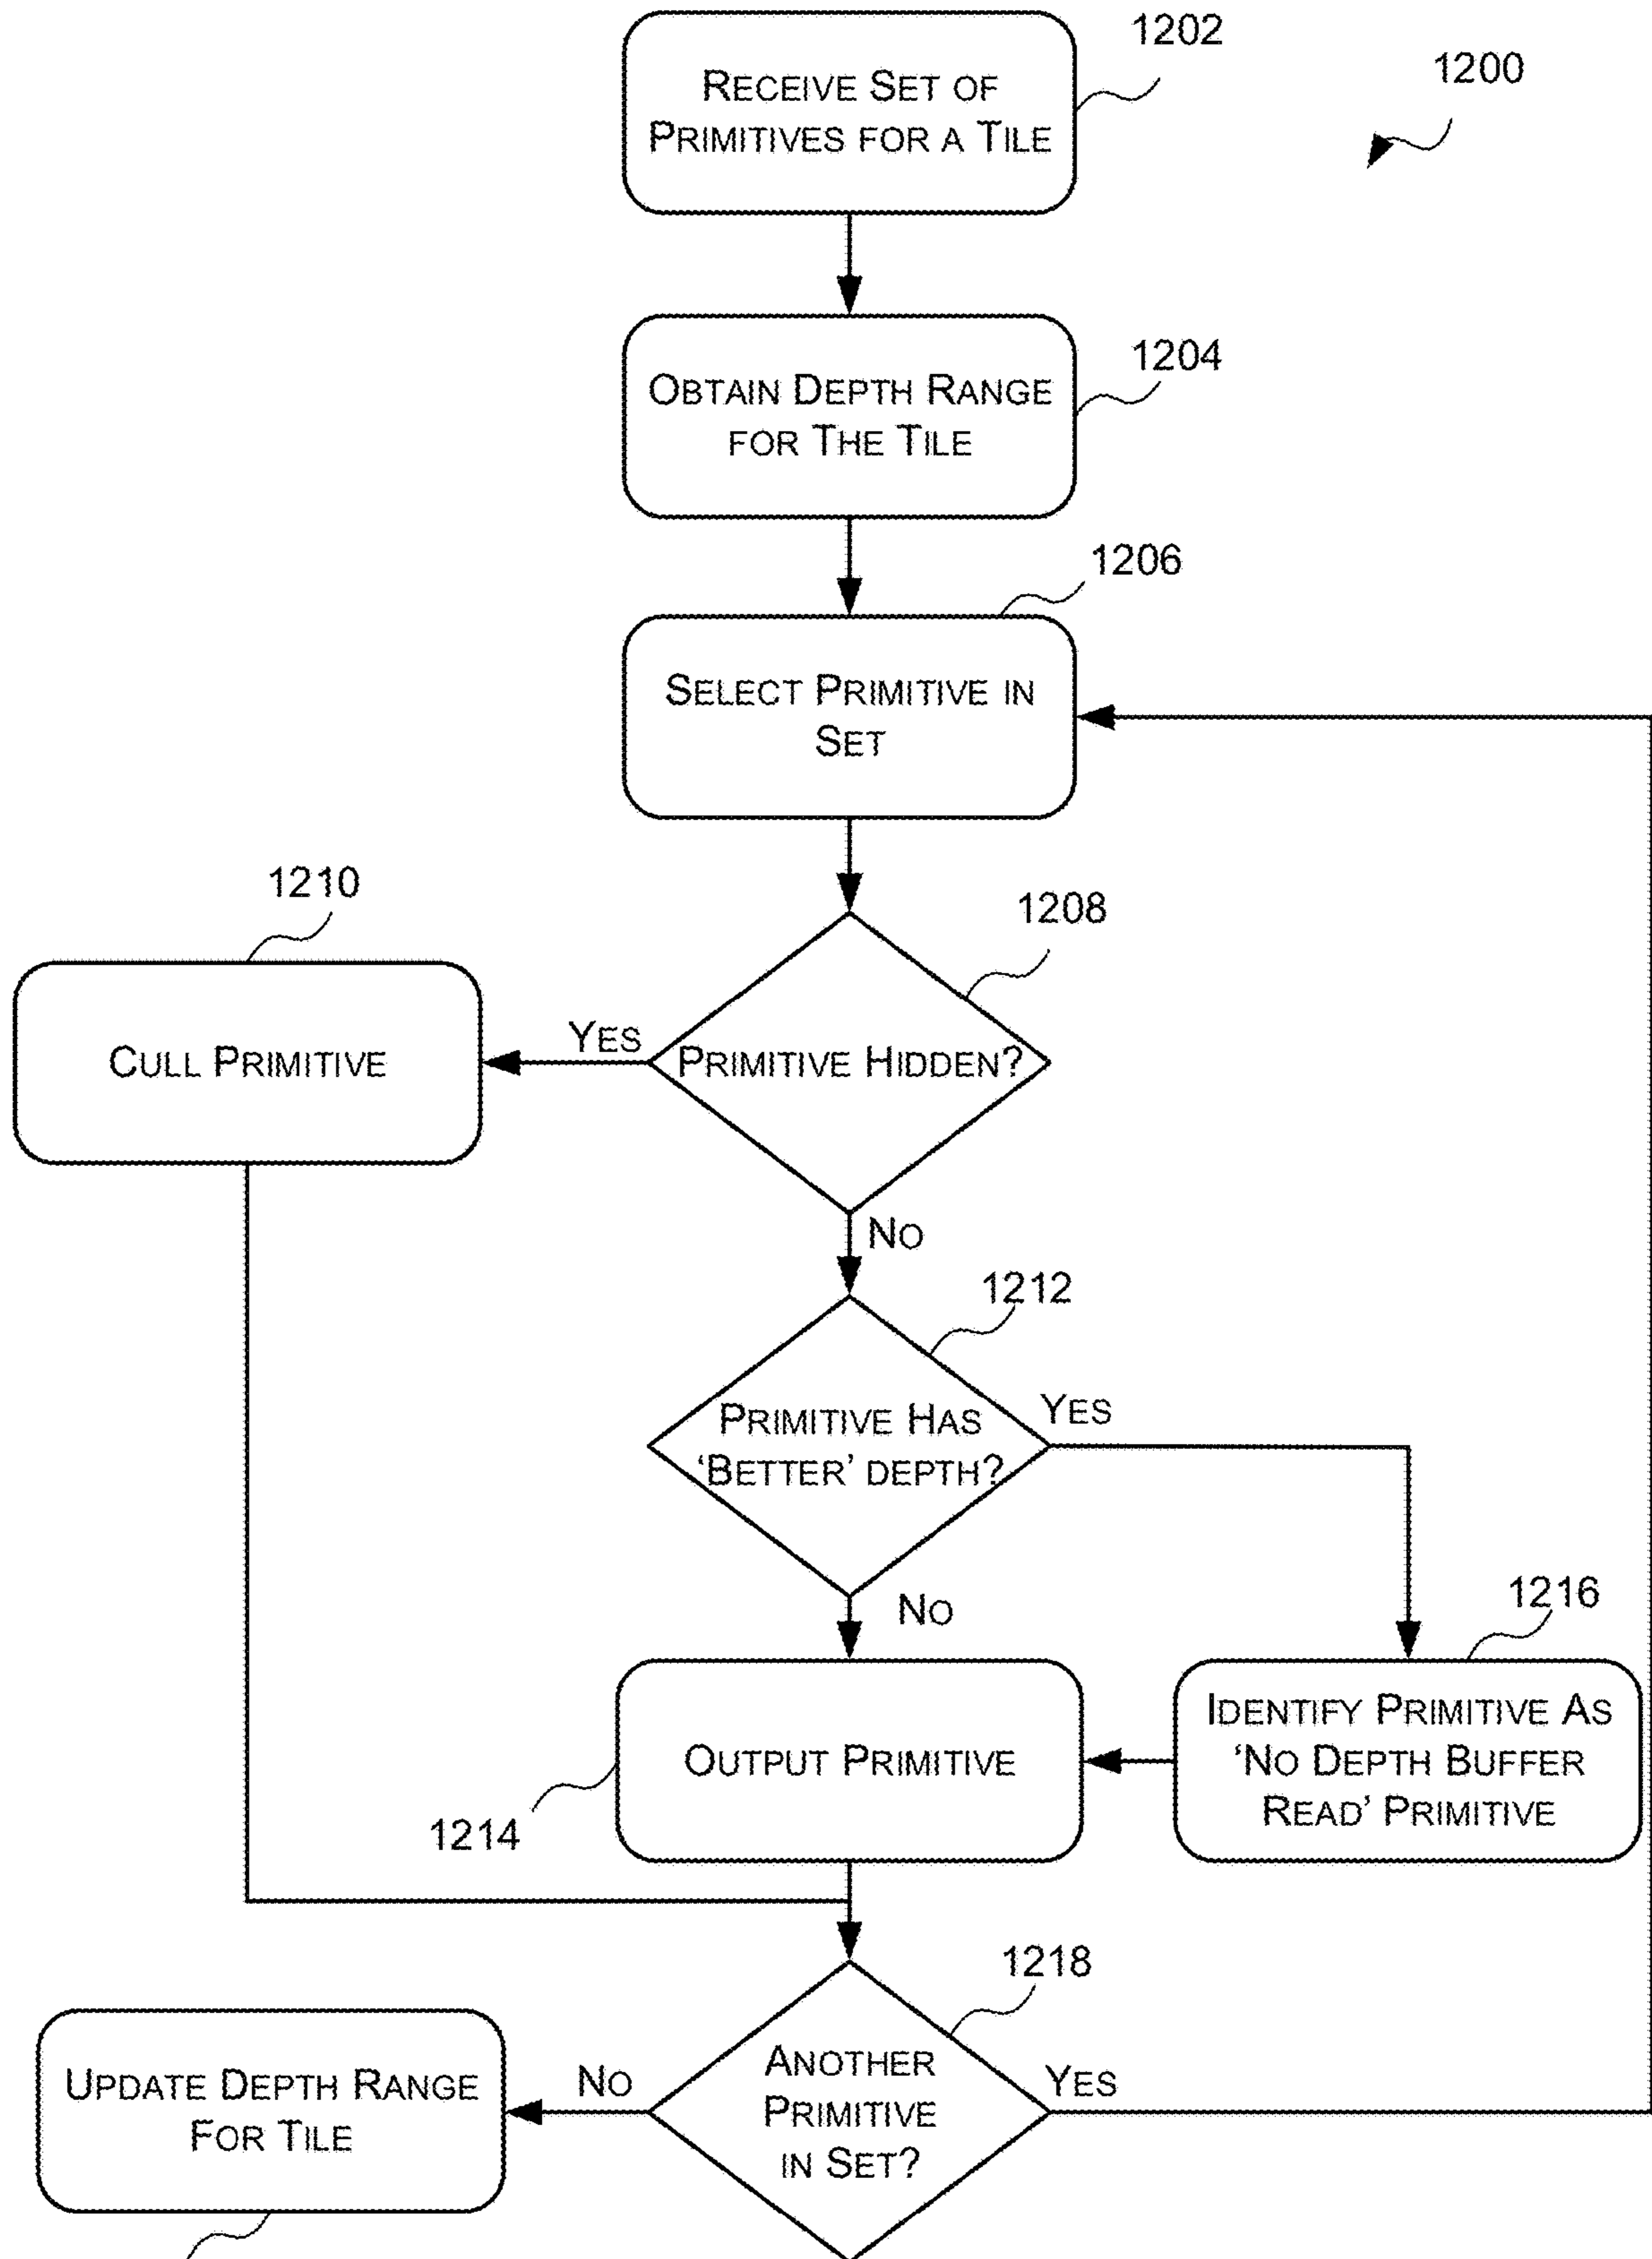 1202
1200
RECEIVE SET OF
PRIMITIVES FOR A TILE
1204
OBTAIN DEPTH RANGE
FOR THE TILE
1206
SELECT PRIMITIVE IN
SET
1210
1208
CULL PRIMITIVE
YES
PRIMITIVE HIDDEN?
NO
1212
PRIMITIVE HAS
'BETTER' DEPTH?
YES
NO
1216
OUTPUT PRIMITIVE
IDENTIFY PRIMITIVE AS
'NO DEPTH BUFFER
READ' PRIMITIVE
1214
1218
UPDATE DEPTH RANGE
FOR TILE
NO
ANOTHER
PRIMITIVE
IN SET?
YES